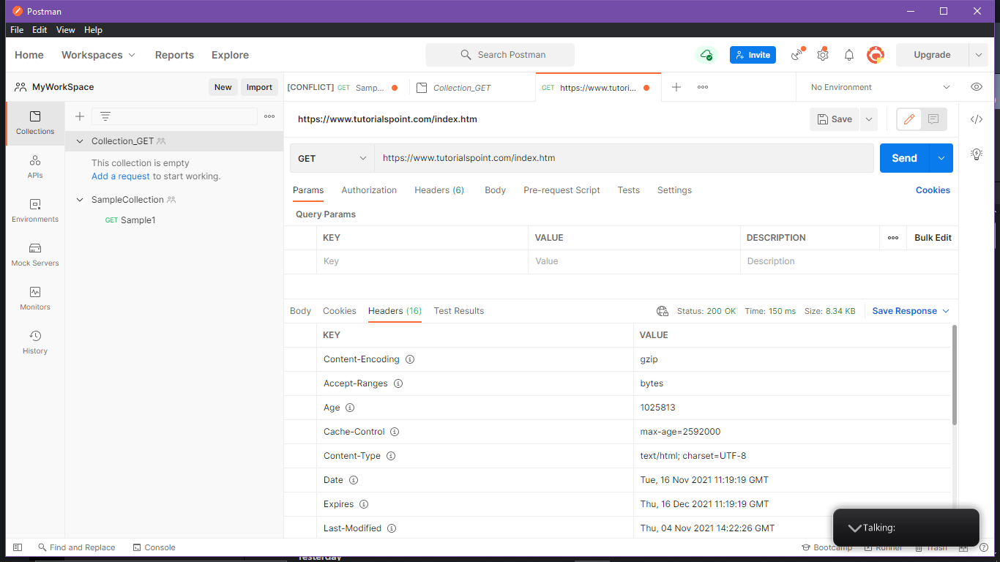 Postman
File Edit View Help
Home Workspaces Reports Explore Search Postman Invite Upgrade
MyWorkSpace New Import [CONFLICT] GET Samp... Collection_GET GET https://www.tutori... No Environment
Collections
APIs
Environments
Mock Servers
Monitors
History
Collection_GET
This collection is empty
Add a request to start working.
SampleCollection
GET Sample1
https://www.tutorialspoint.com/index.htm Save
GET https://www.tutorialspoint.com/index.htm Send
Params Authorization Headers (6) Body Pre-request Script Tests Settings Cookies
Query Params
KEY VALUE DESCRIPTION Bulk Edit
Key Value Description
Body Cookies Headers (16) Test Results Status: 200 OK Time: 150 ms Size: 8.34 KB Save Response
KEY VALUE
Content-Encoding gzip
Accept-Ranges bytes
Age 1025813
Cache-Control max-age=2592000
Content-Type text/html; charset=UTF-8
Date Tue, 16 Nov 2021 11:19:19 GMT
Expires Thu, 16 Dec 2021 11:19:19 GMT
Last-Modified Thu, 04 Nov 2021 14:22:26 GMT
Talking:
Find and Replace Console Bootcamp Runner Trash
Yesterday